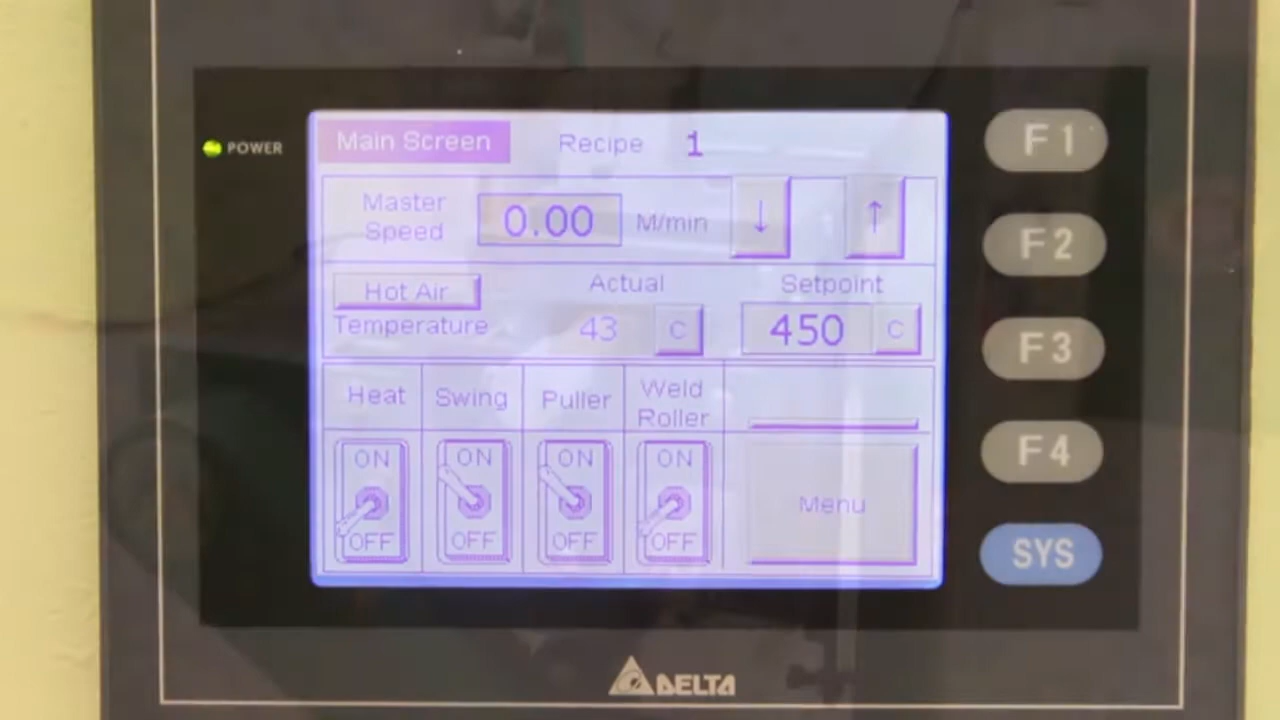 POWER
Main Screen Recipe 1
Master Speed 0.00 M/min ↓ ↑
Hot Air Actual Setpoint
Temperature 43 C 450 C
Heat Swing Puller Weld Roller
ON ON ON ON
OFF OFF OFF OFF
Menu
F1
F2
F3
F4
SYS
DELTA